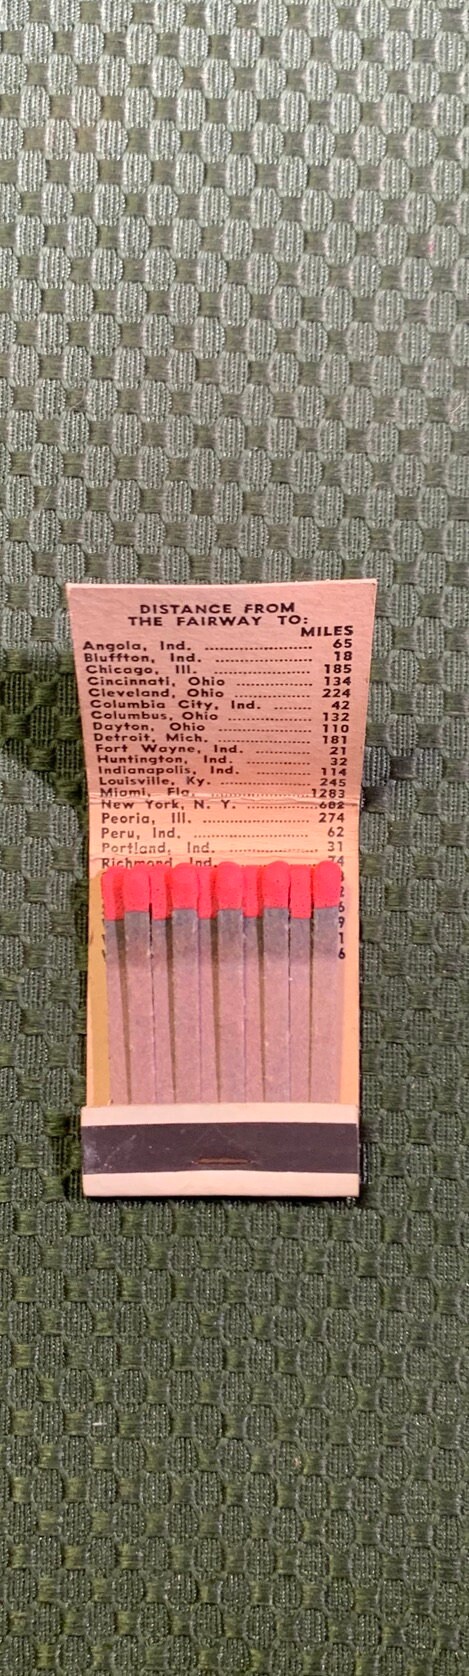 DISTANCE FROM
THE FAIRWAY TO:
MILES
Angola, Ind. ........................... 65
Bluffton, Ind. ........................ 18
Chicago, Ill. ........................... 185
Cincinnati, Ohio .................. 134
Cleveland, Ohio .................. 224
Columbia City, Ind. ......... 42
Columbus, Ohio .................. 132
Dayton, Ohio ........................ 110
Detroit, Mich. ..................... 181
Fort Wayne, Ind. ............... 21
Huntington, Ind. ............... 32
Indianapolis, Ind. ............ 114
Louisville, Ky. ..................... 245
Miami, Fla. ........................... 1283
New York, N. Y. .................. 682
Peoria, Ill. ........................... 274
Peru, Ind. .............................. 62
Portland, Ind. ..................... 31
Richmond, Ind. 74